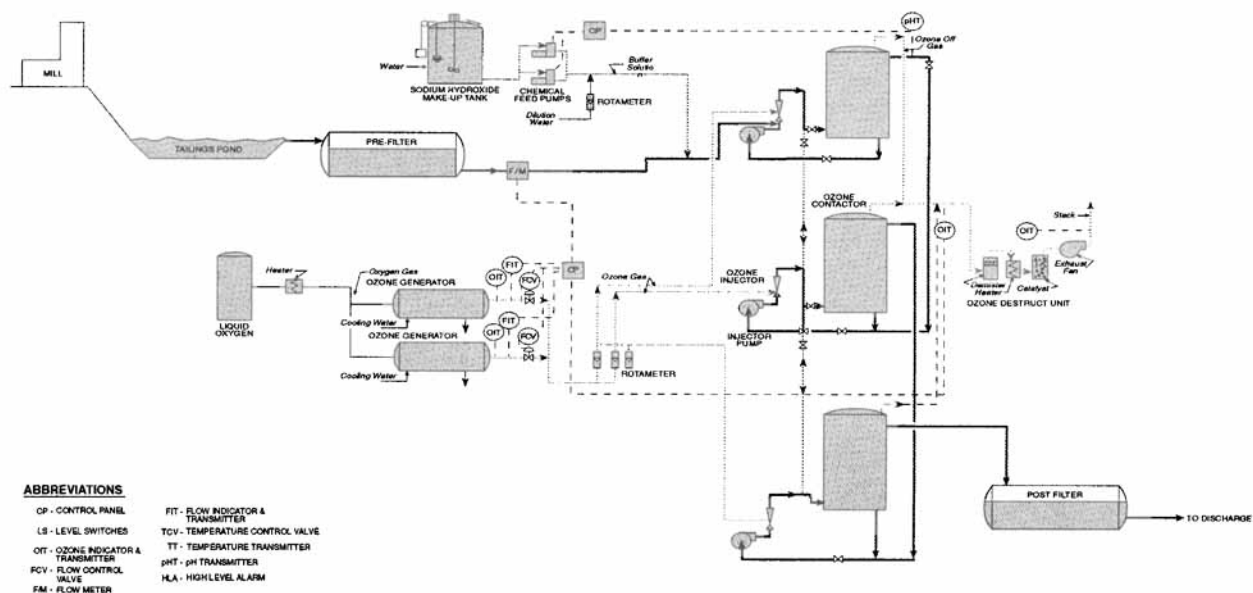 MILL
TAILINGS POND
PRE-FILTER
F/M
Water
SODIUM HYDROXIDE
MAKE-UP TANK
CHEMICAL
FEED PUMPS
CP
Buffer
Solution
ROTAMETER
Dilution
Water
pHT
Ozone Off
Gas
OZONE
CONTACTOR
OIT
Stack
OIT
Exhaust
Fan
Demister
Heater
Catalyst
OZONE DESTRUCT UNIT
Heater
Oxygen Gas
OZONE GENERATOR
LIQUID
OXYGEN
Cooling Water
OZONE GENERATOR
Cooling Water
OIT
FIT
FCV
CP
FIT
OIT
FCV
Ozone Gas
OZONE
INJECTOR
INJECTOR
PUMP
ROTAMETER
POST FILTER
TO DISCHARGE
ABBREVIATIONS
CP - CONTROL PANEL
LS - LEVEL SWITCHES
OIT - OZONE INDICATOR &
TRANSMITTER
FCV - FLOW CONTROL
VALVE
F/M - FLOW METER
FIT - FLOW INDICATOR &
TRANSMITTER
TCV - TEMPERATURE CONTROL VALVE
TT - TEMPERATURE TRANSMITTER
pHT - pH TRANSMITTER
HLA - HIGH LEVEL ALARM